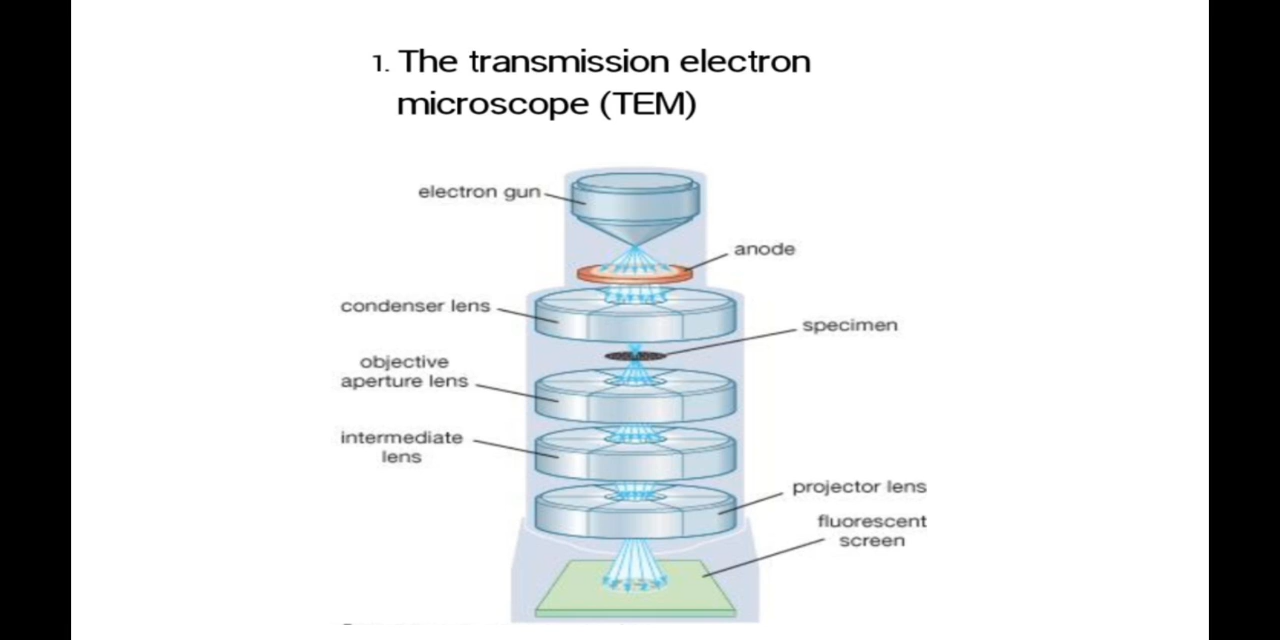 1. The transmission electron
microscope (TEM)
electron gun
anode
condenser lens
specimen
objective
aperture lens
intermediate
lens
projector lens
fluorescent
screen